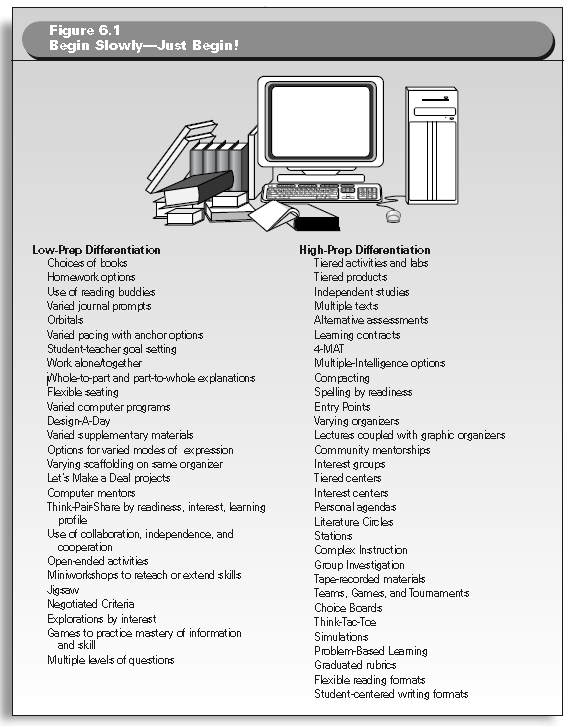 Figure 6.1
Begin Slowly—Just Begin!
Low-Prep Differentiation
Choices of books
Homework options
Use of reading buddies
Varied journal prompts
Orbitals
Varied pacing with anchor options
Student-teacher goal setting
Work alone/together
Whole-to-part and part-to-whole explanations
Flexible seating
Varied computer programs
Design-A-Day
Varied supplementary materials
Options for varied modes of expression
Varying scaffolding on same organizer
Let's Make a Deal projects
Computer mentors
Think-Pair-Share by readiness, interest, learning
profile
Use of collaboration, independence, and
cooperation
Open-ended activities
Miniworkshops to reteach or extend skills
Jigsaw
Negotiated Criteria
Explorations by interest
Games to practice mastery of information
and skill
Multiple levels of questions
High-Prep Differentiation
Tiered activities and labs
Tiered products
Independent studies
Multiple texts
Alternative assessments
Learning contracts
4-MAT
Multiple-Intelligence options
Compacting
Spelling by readiness
Entry Points
Varying organizers
Lectures coupled with graphic organizers
Community mentorships
Interest groups
Tiered centers
Interest centers
Personal agendas
Literature Circles
Stations
Complex Instruction
Group Investigation
Tape-recorded materials
Teams, Games, and Tournaments
Choice Boards
Think-Tac-Toe
Simulations
Problem-Based Learning
Graduated rubrics
Flexible reading formats
Student-centered writing formats